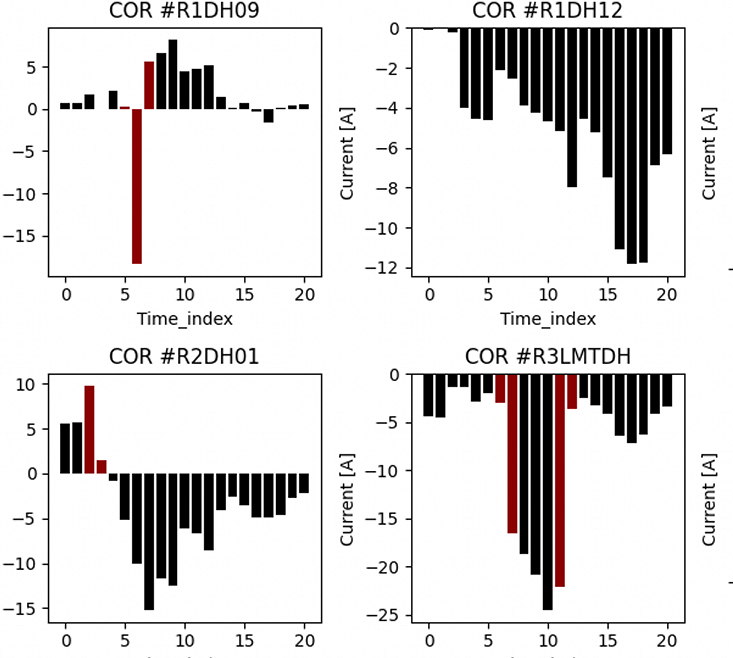 COR #R1DH09
5
0
−5
−10
−15
0 5 10 15 20
Time_index
COR #R1DH12
Current [A]
0
−2
−4
−6
−8
−10
−12
0 5 10 15 20
Time_index
Current [A]
COR #R2DH01
10
5
0
−5
−10
−15
0 5 10 15 20
COR #R3LMTDH
Current [A]
0
−5
−10
−15
−20
−25
0 5 10 15 20
Current [A]